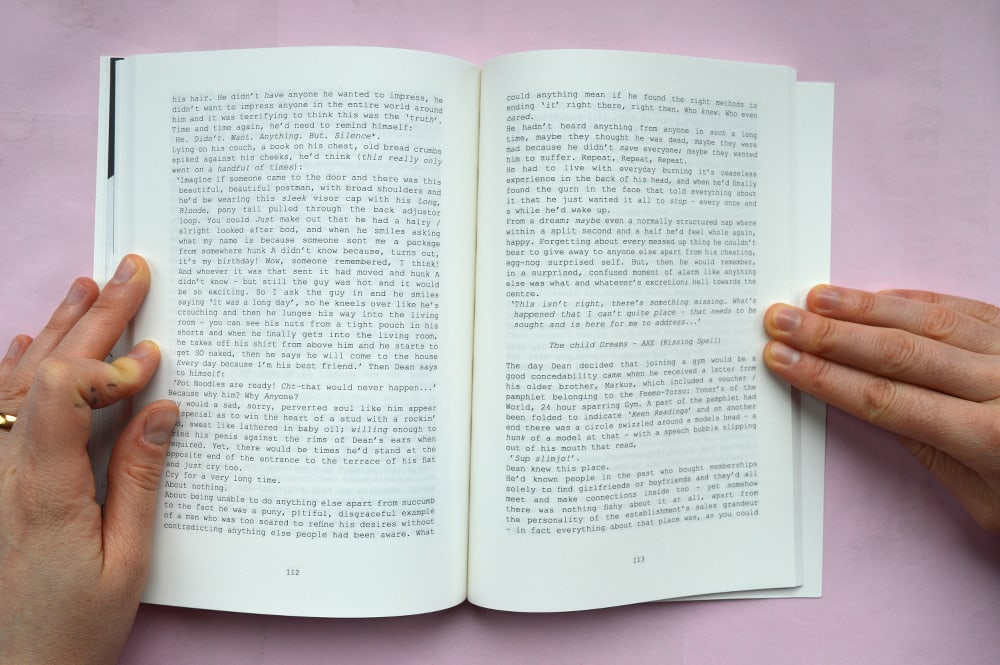 his hair. He didn't have anyone he wanted to impress, he
didn't want to impress anyone in the entire world around
him and it was terrifying to think this was the 'truth'.
Time and time again, he'd need to remind himself:
He. Didn't. Want. Anything. But. Silence*.
Lying on his couch, a book on his chest, old bread crumbs
spiked against his cheeks, he'd think (this really only
went on a handful of times):
'Imagine if someone came to the door and there was this
beautiful, beautiful postman, with broad shoulders and
he'd be wearing this sleek visor cap with his long,
Blonde, pony tail pulled through the back adjustor
loop. You could Just make out that he had a hairy /
alright looked after bod, and when he smiles asking
what my name is because someone sent me a package
from somewhere hunk A didn't know because, turns out,
it's my birthday! Wow, someone remembered, I think!
And whoever it was that sent it had moved and hunk A
didn't know - but still the guy was hot and it would
be so exciting. So I ask the guy in and he smiles
saying 'it was a long day', so he kneels over like he's
crouching and then he lunges his way into the living
room - you can see his nuts from a tight pouch in his
shorts and when he finally gets into the living room,
he takes off his shirt from above him and he starts to
get SO naked, then he says he will come to the house
Every day because I'm his best friend.' Then Dean says
to himself:
'Pot Noodles are ready! Chè-that would never happen...'
Because why him? Why Anyone?
would a sad, sorry, perverted soul like him appear
special as to win the heart of a stud with a rockin'
sweat like lathered in baby oil; willing enough to
his penis against the rims of Dean's ears when
required. Yet, there would be times he'd stand at the
opposite end of the entrance to the terrace of his flat
and just cry too.
Cry for a very long time.
About nothing.
About being unable to do anything else apart from succumb
to the fact he was a puny, pitiful, disgraceful example
of a man who was too scared to refine his desires without
contradicting anything else people had been aware. What
112
could anything mean if he found the right methods to
ending 'it' right there, right then. Who knew. Who even
cared.
He hadn't heard anything from anyone in such a long
time, maybe they thought he was dead, maybe they were
mad because he didn't save everyone; maybe they wanted
him to suffer. Repeat, Repeat, Repeat.
He had to live with everyday burning it's ceaseless
experience in the back of his head, and when he'd finally
found the gurn in the face that told everything about
it that he just wanted it all to stop - every once and
a while he'd wake up.
From a dream; maybe even a normally structured nap where
within a split second and a half he'd feel whole again,
happy. Forgetting about every messed up thing he couldn't
bear to give away to anyone else apart from his cheating,
egg-nog surprised self. But, then he would remember,
in a surprised, confused moment of alarm like anything
else was what and whatever's excretion; hell towards the
centre.
'This isn't right, there's something missing… What's
happened that I can't quite place - that needs to be
sought and is here for me to address...'
The child Dreams - AXE (Kissing Spell)
The day Dean decided that joining a gym would be a
good concedability came when he received a letter from
his older brother, Markus, which included a voucher /
pamphlet belonging to the Feemo-Torso: Toner's of the
World, 24 hour sparring Gym. A part of the pamphlet had
been folded to indicate 'Keen Readings' and on another
end there was a circle swizzled around a models head - a
hunk of a model at that - with a speech bubble slipping
out of his mouth that read,
'Sup slimjo!'.
Dean knew this place.
He'd known people in the past who bought memberships
solely to find girlfriends or boyfriends and they'd all
meet and make connections inside too - yet somehow
there was nothing fishy about it at all, apart from
the personality of the establishment's sales grandeur
- in fact everything about that place was, as you could
113